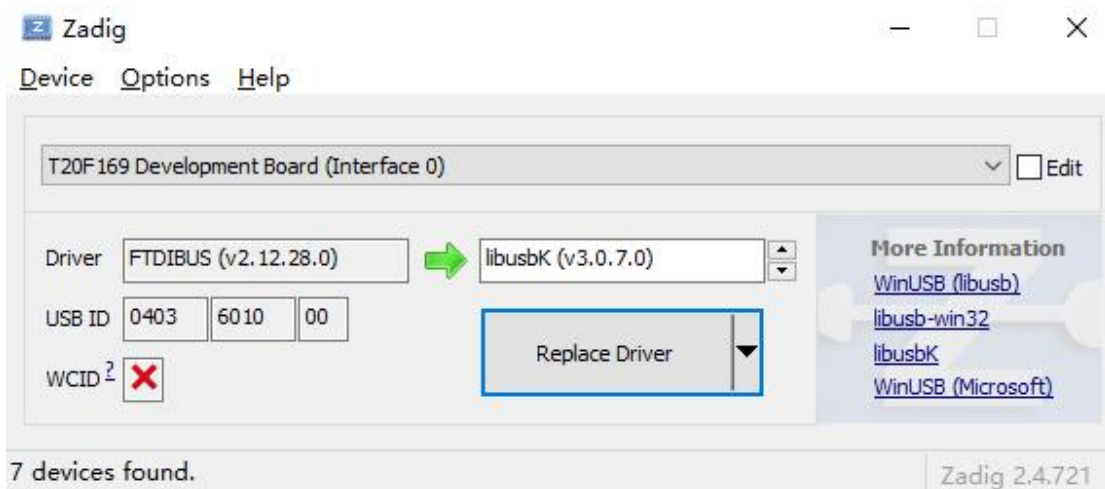 Zadig
Device Options Help
T20F169 Development Board (Interface 0)
Edit
Driver FTDIBUS (v2.12.28.0) libusbK (v3.0.7.0)
USB ID 0403 6010 00
WCID ?
Replace Driver
More Information
WinUSB (libusb)
libusb-win32
libusbK
WinUSB (Microsoft)
7 devices found.
Zadig 2.4.721